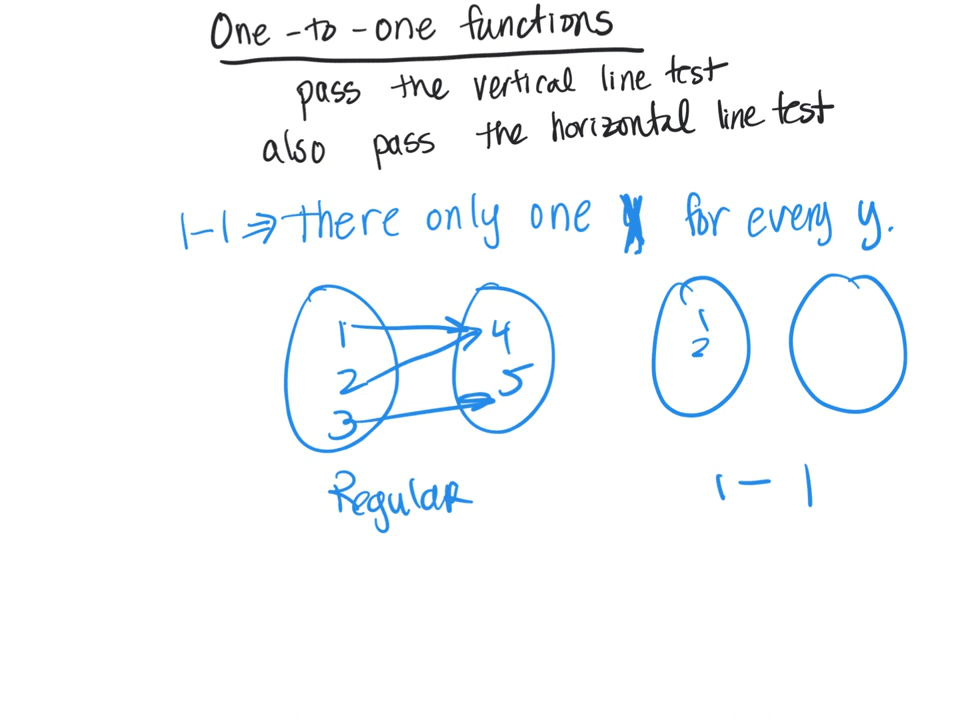 One-to-one functions
pass the vertical line test
also pass the horizontal line test
1-1 ⇒ there only one for every y.
1 4
2 5
3
1
2
Regular
1-1